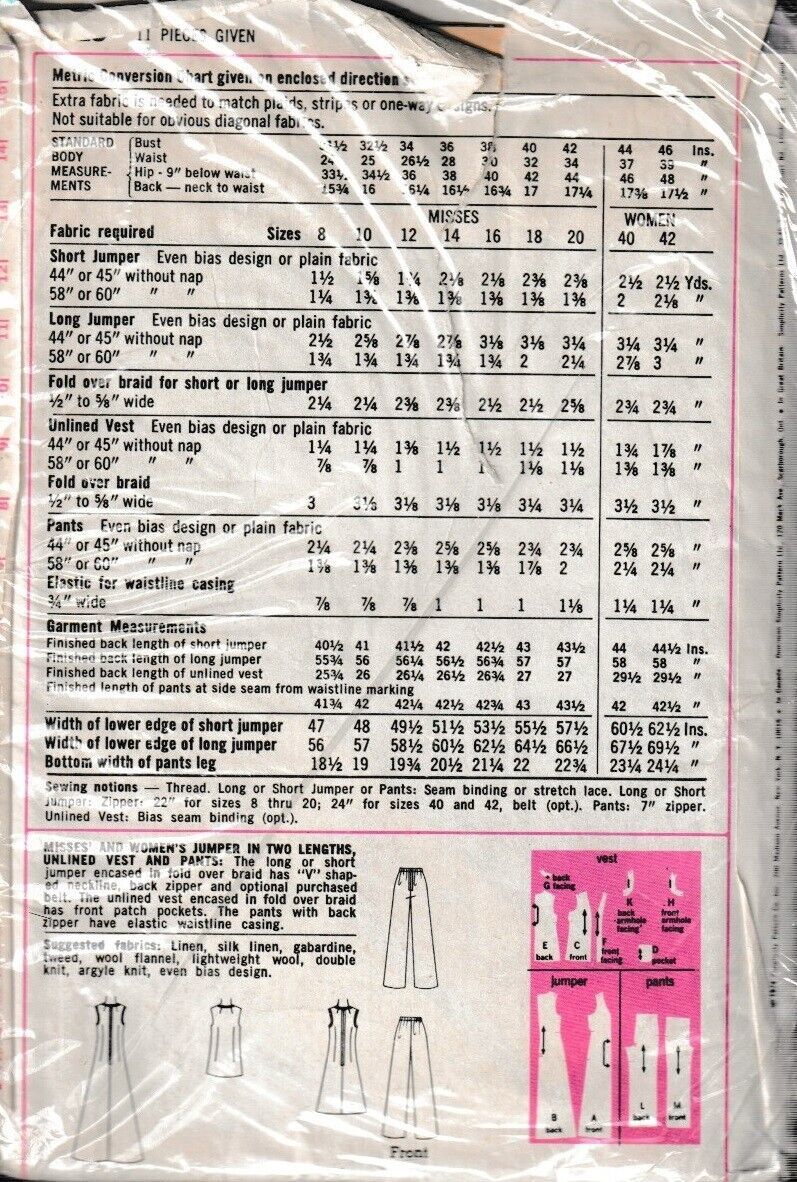 11 PIECES GIVEN
Metric Conversion Chart given on enclosed direction
Extra fabric is needed to match plaids, stripes or one-way designs.
Not suitable for obvious diagonal fabrics.
STANDARD BODY MEASUREMENTS
Bust 31½ 32½ 34 36 38 40 42 44 46 Ins.
Waist 24 25 26½ 28 30 32 34 37 39 "
Hip - 9" below waist 33½ 34½ 36 38 40 42 44 46 48 "
Back — neck to waist 15¾ 16 16¼ 16½ 16¾ 17 17¼ 17⅜ 17½ "
MISSES WOMEN
Fabric required Sizes 8 10 12 14 16 18 20 40 42
Short Jumper Even bias design or plain fabric
44" or 45" without nap 1½ 1⅝ 1¾ 2⅛ 2⅛ 2⅜ 2⅜ 2½ 2½ Yds.
58" or 60" " " 1¼ 1⅜ 1⅜ 1⅜ 1⅜ 1⅜ 1⅜ 2 2⅛ "
Long Jumper Even bias design or plain fabric
44" or 45" without nap 2½ 2⅝ 2⅞ 2⅞ 3⅛ 3⅛ 3¼ 3¼ 3¼ "
58" or 60" " " 1¾ 1¾ 1¾ 1¾ 1¾ 2 2¼ 2⅞ 3 "
Fold over braid for short or long jumper
½" to ⅝" wide 2¼ 2¼ 2⅜ 2⅜ 2½ 2½ 2⅝ 2¾ 2¾ "
Unlined Vest Even bias design or plain fabric
44" or 45" without nap 1¼ 1¼ 1⅜ 1½ 1½ 1½ 1½ 1¾ 1⅞ "
58" or 60" " " ⅞ ⅞ 1 1 1 1⅛ 1⅛ 1⅜ 1⅜ "
Fold over braid
½" to ⅝" wide 3 3⅛ 3⅛ 3⅛ 3⅛ 3¼ 3¼ 3½ 3½ "
Pants Even bias design or plain fabric
44" or 45" without nap 2¼ 2¼ 2⅜ 2⅝ 2⅝ 2¾ 2¾ 2⅝ 2⅝ "
58" or 60" " " 1⅜ 1⅜ 1⅜ 1⅜ 1⅜ 1⅞ 2 2¼ 2¼ "
Elastic for waistline casing
¾" wide ⅞ ⅞ ⅞ 1 1 1 1⅛ 1¼ 1¼ "
Garment Measurements
Finished back length of short jumper 40½ 41 41½ 42 42½ 43 43½ 44 44½ Ins.
Finished back length of long jumper 55¾ 56 56¼ 56½ 56¾ 57 57 58 58 "
Finished back length of unlined vest 25¾ 26 26¼ 26½ 26¾ 27 27 29½ 29½ "
Finished length of pants at side seam from waistline marking
41¾ 42 42¼ 42½ 42¾ 43 43½ 42 42½ "
Width of lower edge of short jumper 47 48 49½ 51½ 53½ 55½ 57½ 60½ 62½ Ins.
Width of lower edge of long jumper 56 57 58½ 60½ 62½ 64½ 66½ 67½ 69½ "
Bottom width of pants leg 18½ 19 19¾ 20½ 21¼ 22 22¾ 23¼ 24¼ "
Sewing notions — Thread. Long or Short Jumper or Pants: Seam binding or stretch lace. Long or Short
Jumper: Zipper: 22" for sizes 8 thru 20; 24" for sizes 40 and 42, belt (opt.). Pants: 7" zipper.
Unlined Vest: Bias seam binding (opt.).
MISSES' AND WOMEN'S JUMPER IN TWO LENGTHS,
UNLINED VEST AND PANTS: The long or short
jumper encased in fold over braid has "V" shap-
ed neckline, back zipper and optional purchased
belt. The unlined vest encased in fold over braid
has front patch pockets. The pants with back
zipper have elastic waistline casing.
Suggested fabrics: Linen, silk linen, gabardine,
tweed, wool flannel, lightweight wool, double
knit, argyle knit, even bias design.
Front
vest
back
G facing
K
back
armhole
facing
H
front
armhole
facing
E
back
C
front
F
front
facing
D
pocket
jumper
B
back
A
front
pants
L
back
M
front